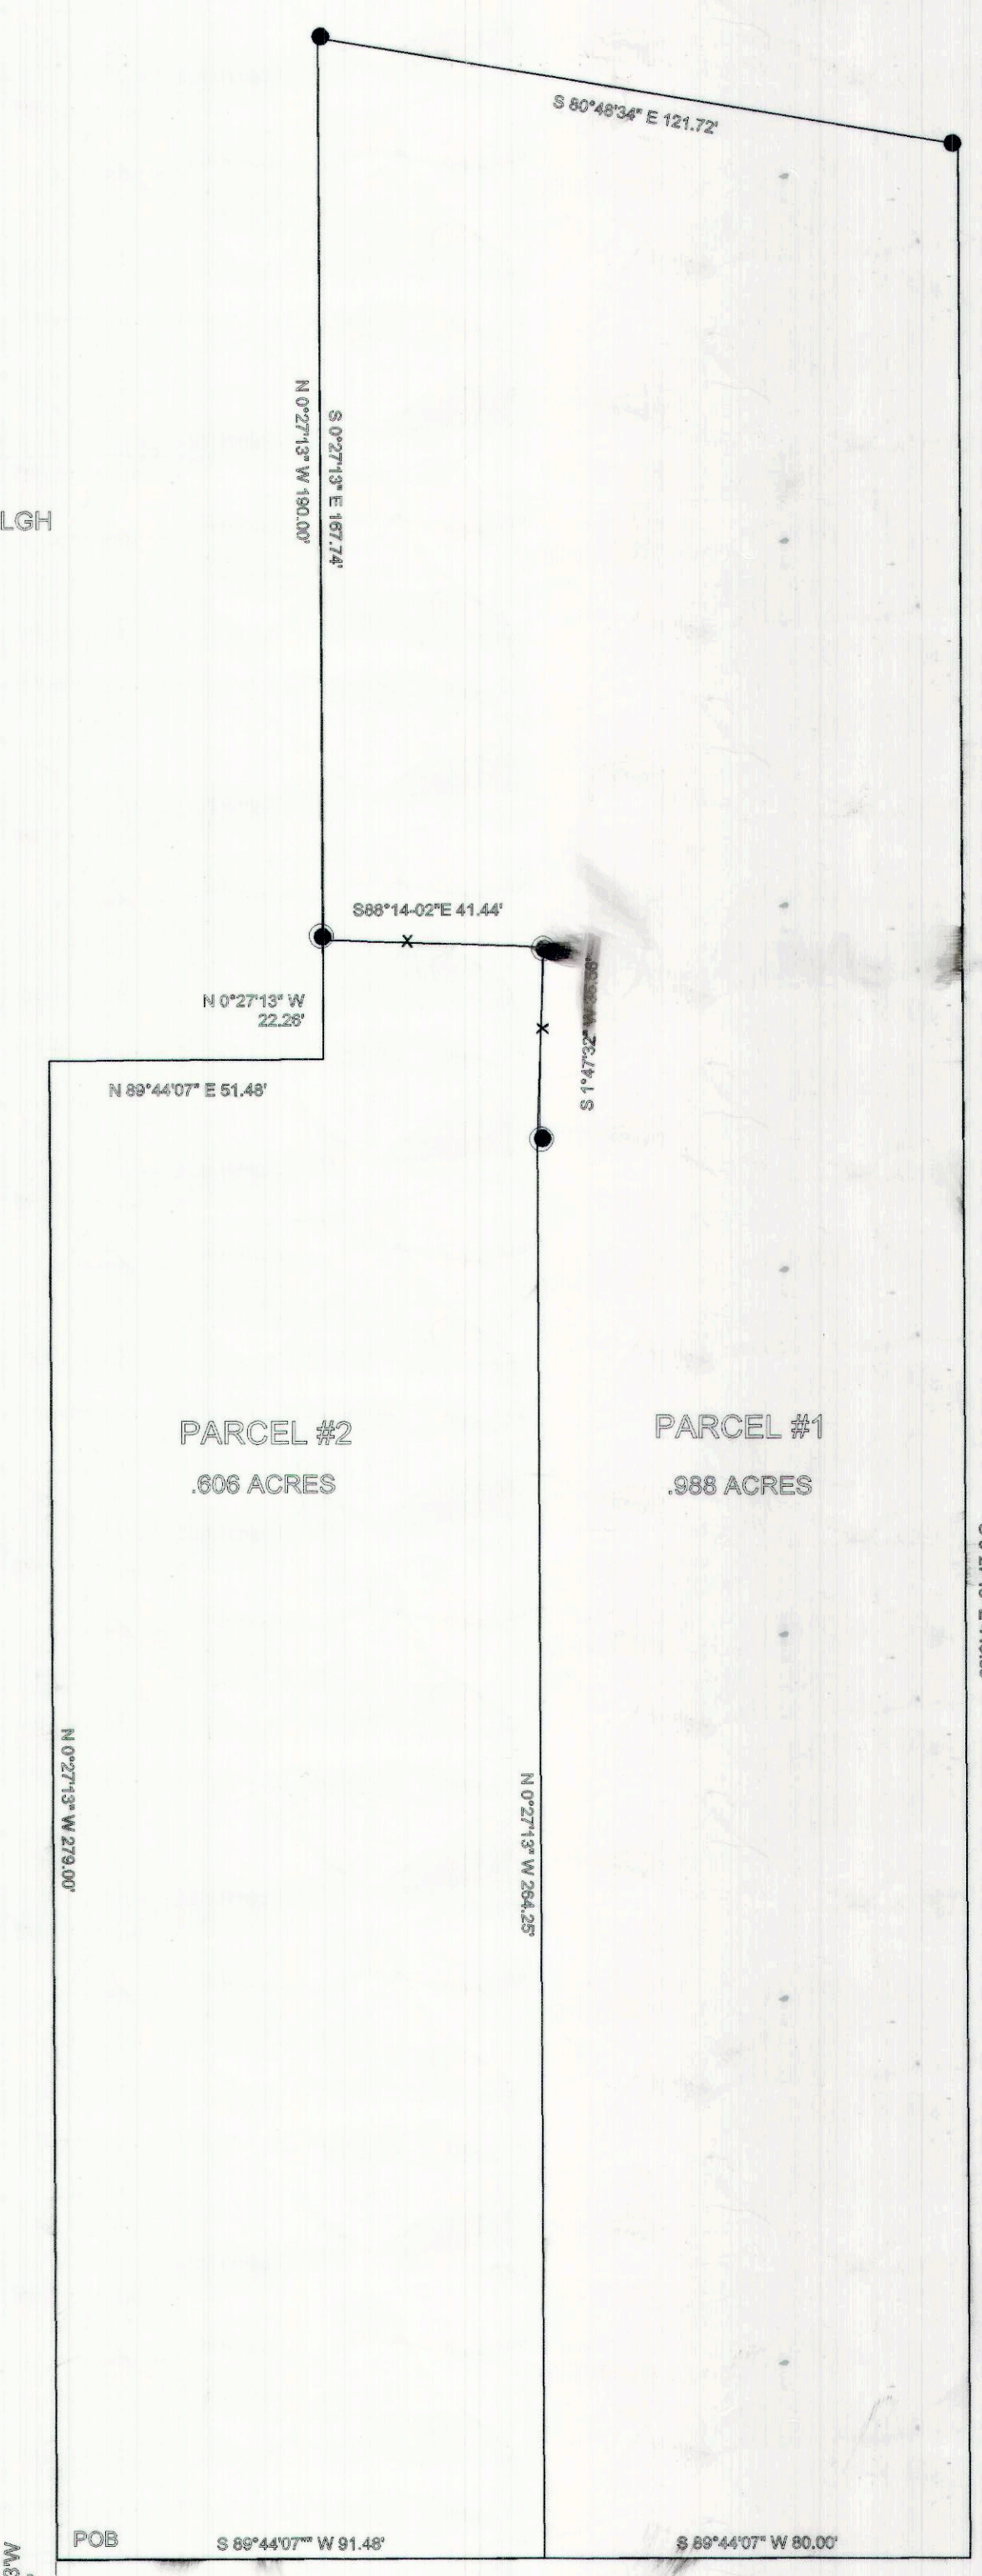 S 80°48'34" E 121.72'
N 0°27'13" W 190.00'
S 0°27'13" E 167.74'
LGH
S88°14-02"E 41.44'
N 0°27'13" W
22.26'
S 1°47'32" W
N 89°44'07" E 51.48'
PARCEL #2
.606 ACRES
PARCEL #1
.988 ACRES
N 0°27'13" W 279.00'
N 0°27'13" W 264.25'
POB
S 89°44'07"" W 91.48'
S 89°44'07" W 80.00'